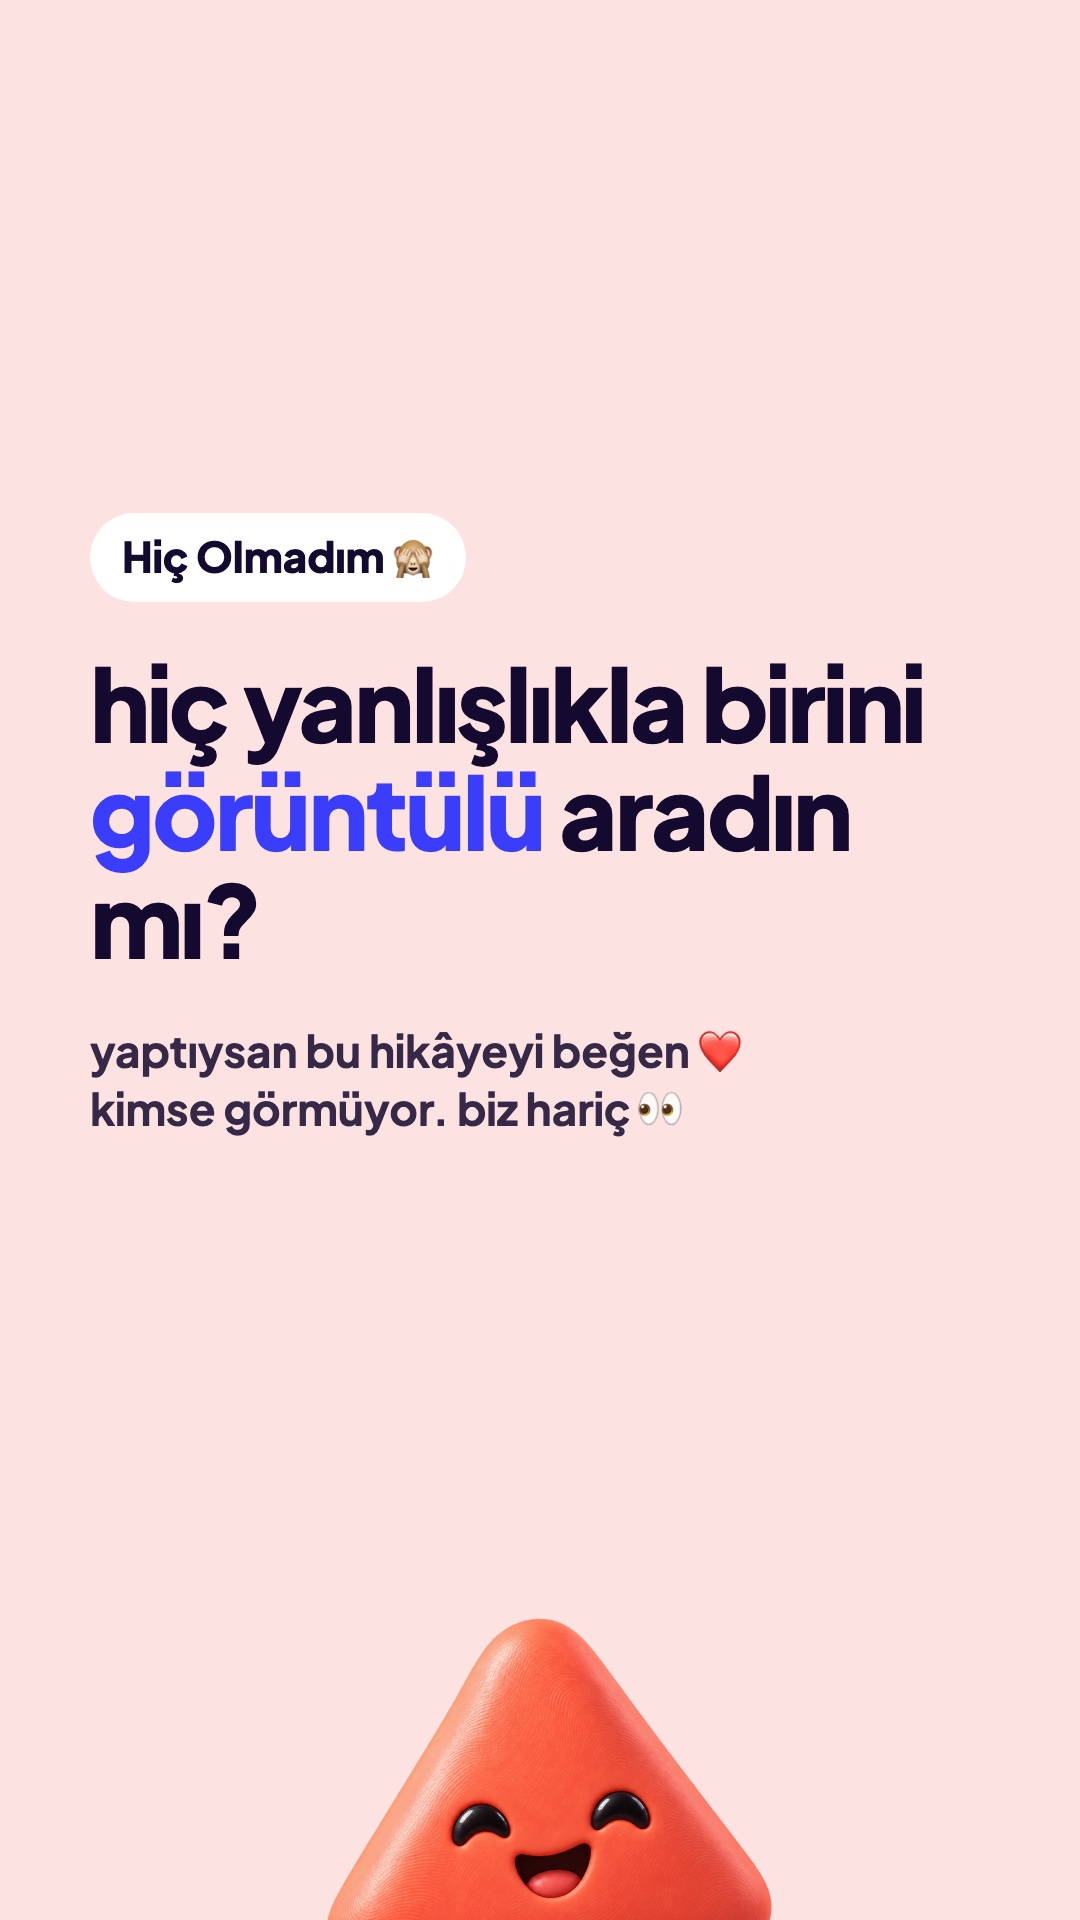 Hiç Olmadım 🙈
hiç yanlışlıkla birini
görüntülü aradın
mı?
yaptıysan bu hikâyeyi beğen ❤️
kimse görmüyor. biz hariç 👀